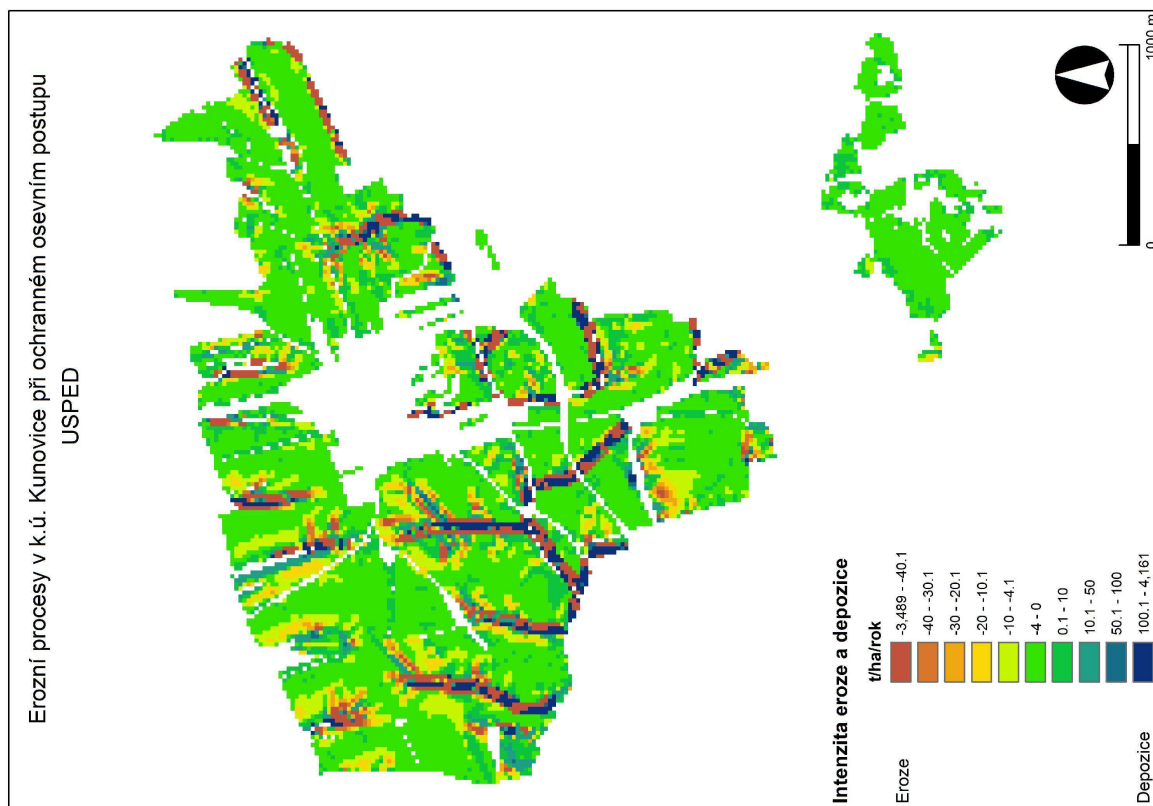 Erozní procesy v k.ú. Kunovice při ochranném osevním postupu
USPED
Intenzita eroze a depozice
t/ha/rok
Eroze
-3,489 - -40.1
-40 - -30.1
-30 - -20.1
-20 - -10.1
-10 - -4.1
-4 - 0
0.1 - 10
10.1 - 50
50.1 - 100
100.1 - 4,161
Depozice
0
1000 m